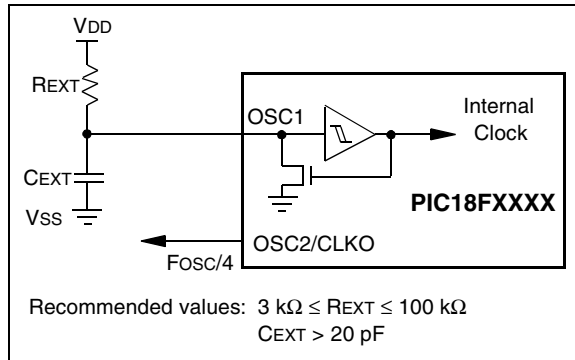 VDD
REXT
OSC1
Internal
Clock
CEXT
PIC18FXXXX
VSS
OSC2/CLKO
FOSC/4
Recommended values: 3 kΩ ≤ REXT ≤ 100 kΩ
CEXT > 20 pF